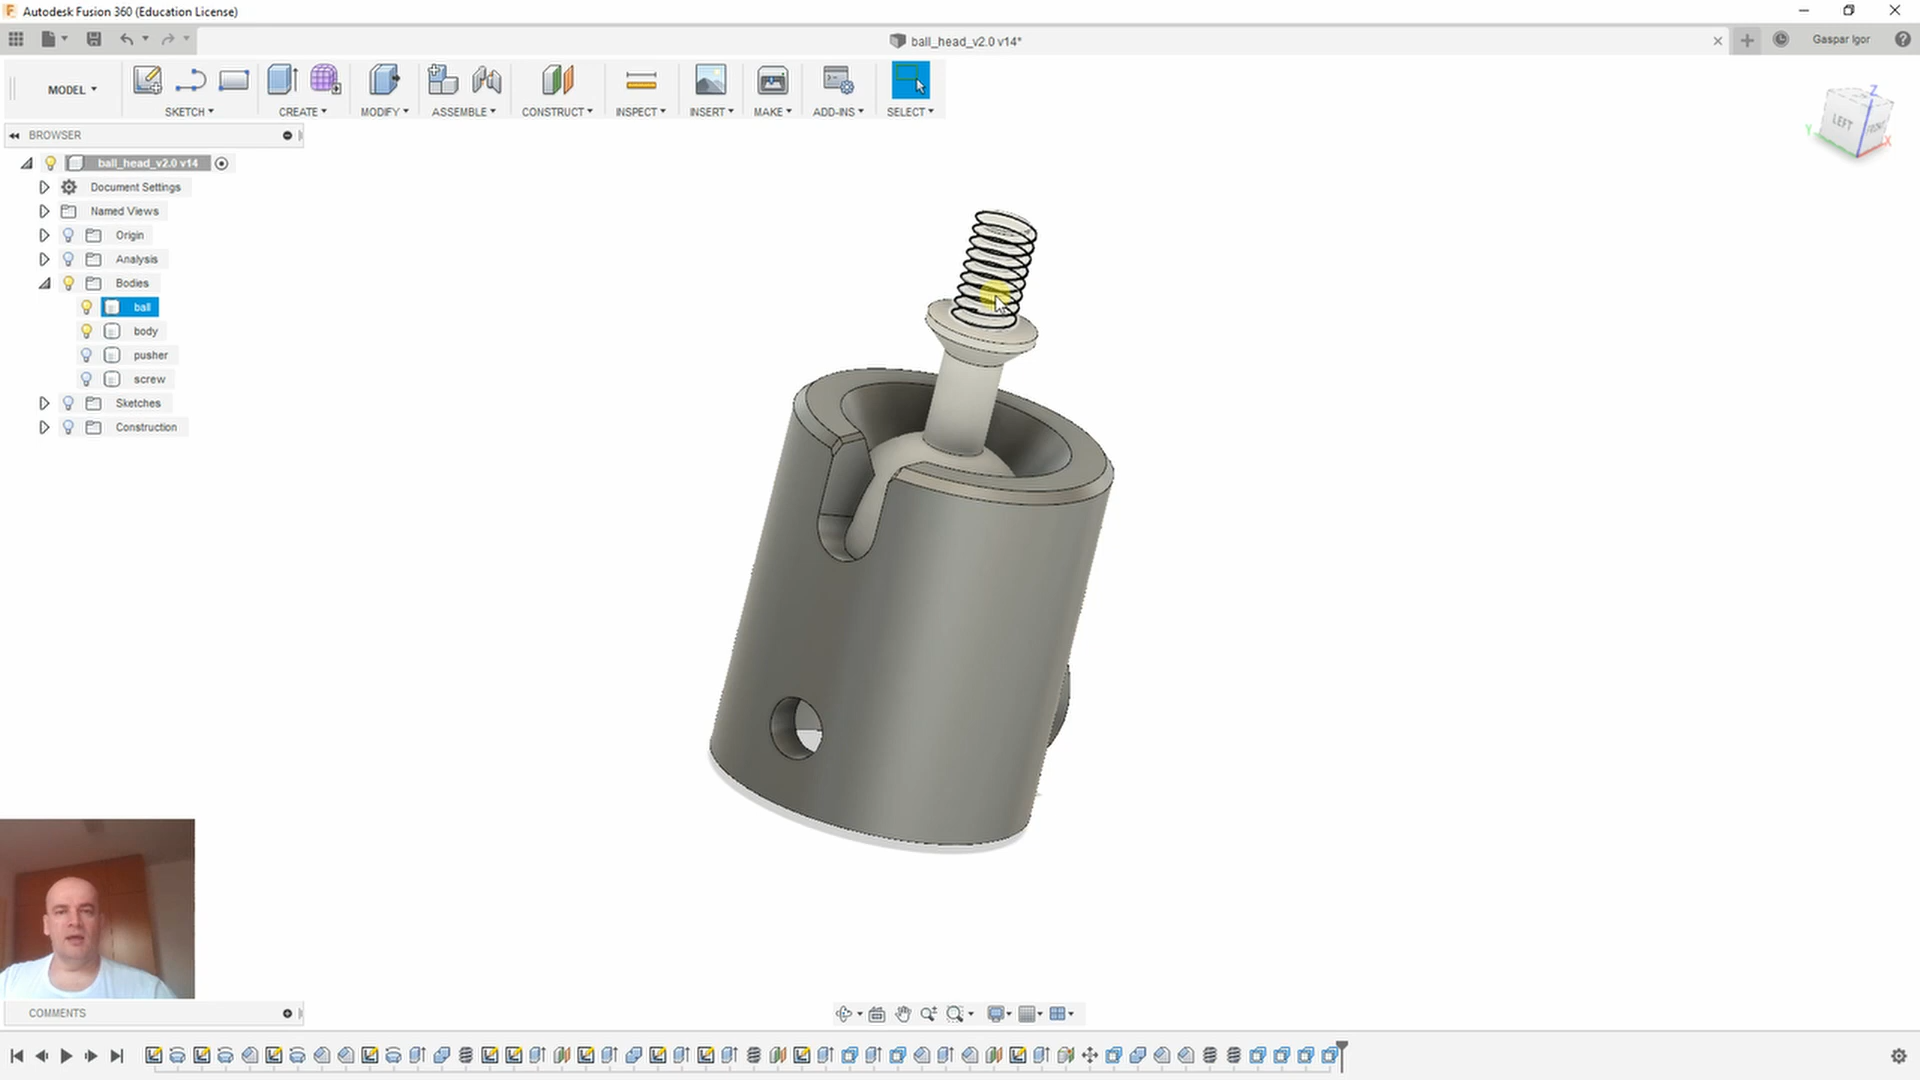 Autodesk Fusion 360 (Education License)
ball_head_v2.0 v14*
Gaspar Igor
MODEL
SKETCH
CREATE
MODIFY
ASSEMBLE
CONSTRUCT
INSPECT
INSERT
MAKE
ADD-INS
SELECT
BROWSER
ball_head_v2.0 v14
Document Settings
Named Views
Origin
Analysis
Bodies
ball
body
pusher
screw
Sketches
Construction
Z
LEFT
FRONT
Y
X
COMMENTS